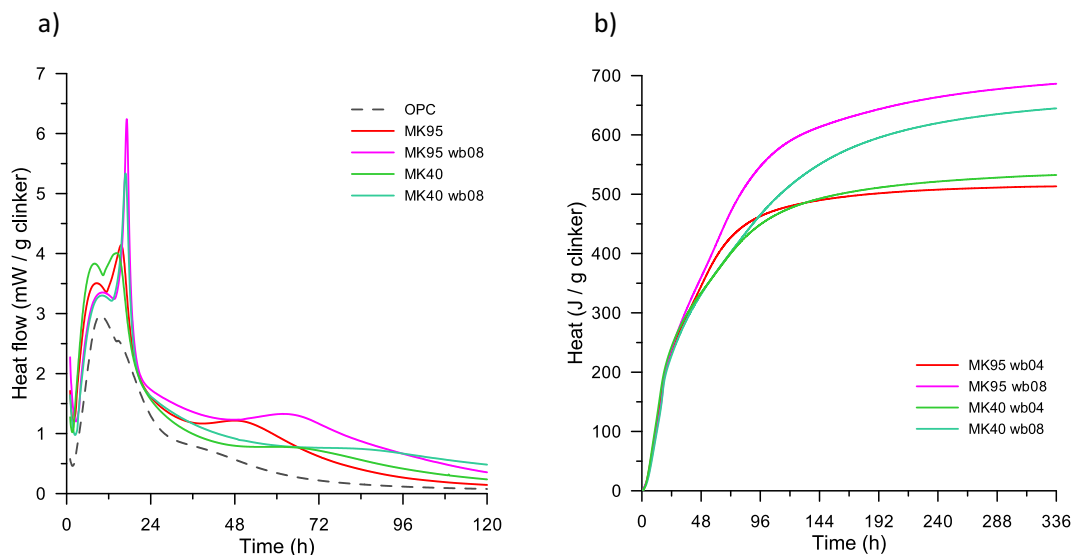 a)
Heat flow (mW / g clinker)
7
6
5
4
3
2
1
0
0 24 48 72 96 120
Time (h)
OPC
MK95
MK95 wb08
MK40
MK40 wb08
b)
Heat (J / g clinker)
700
600
500
400
300
200
100
0
0 48 96 144 192 240 288 336
Time (h)
MK95 wb04
MK95 wb08
MK40 wb04
MK40 wb08